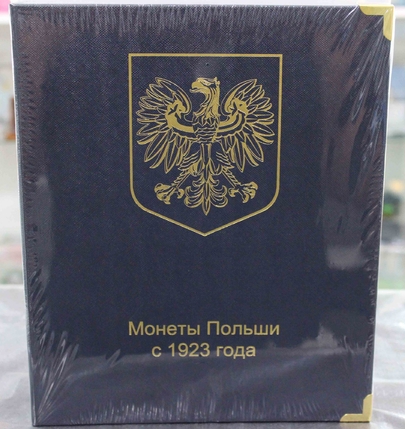 Монеты Польши
с 1923 года